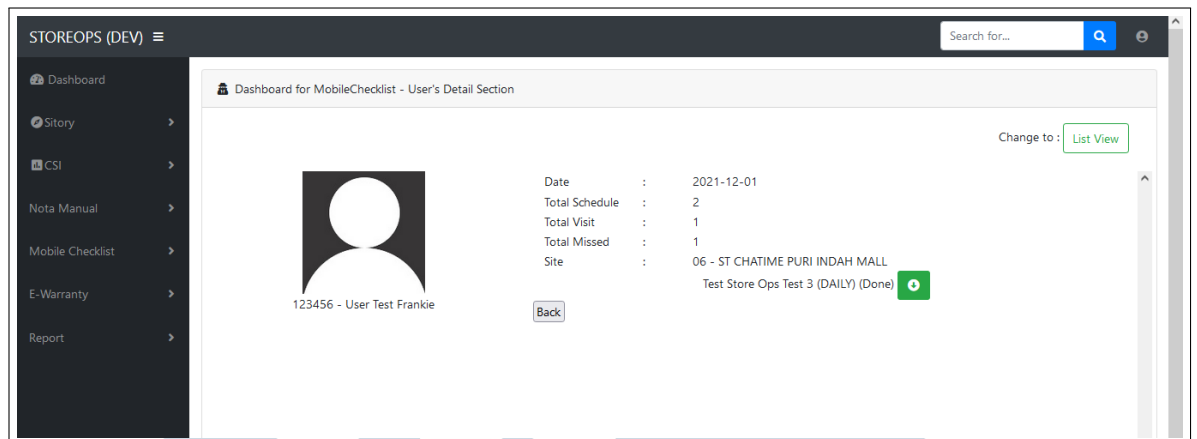 STOREOPS (DEV)
Search for...
Dashboard
Sitory
CSI
Nota Manual
Mobile Checklist
E-Warranty
Report
Dashboard for MobileChecklist - User's Detail Section
Change to : List View
123456 - User Test Frankie
Date : 2021-12-01
Total Schedule : 2
Total Visit : 1
Total Missed : 1
Site : 06 - ST CHATIME PURI INDAH MALL
Test Store Ops Test 3 (DAILY) (Done)
Back